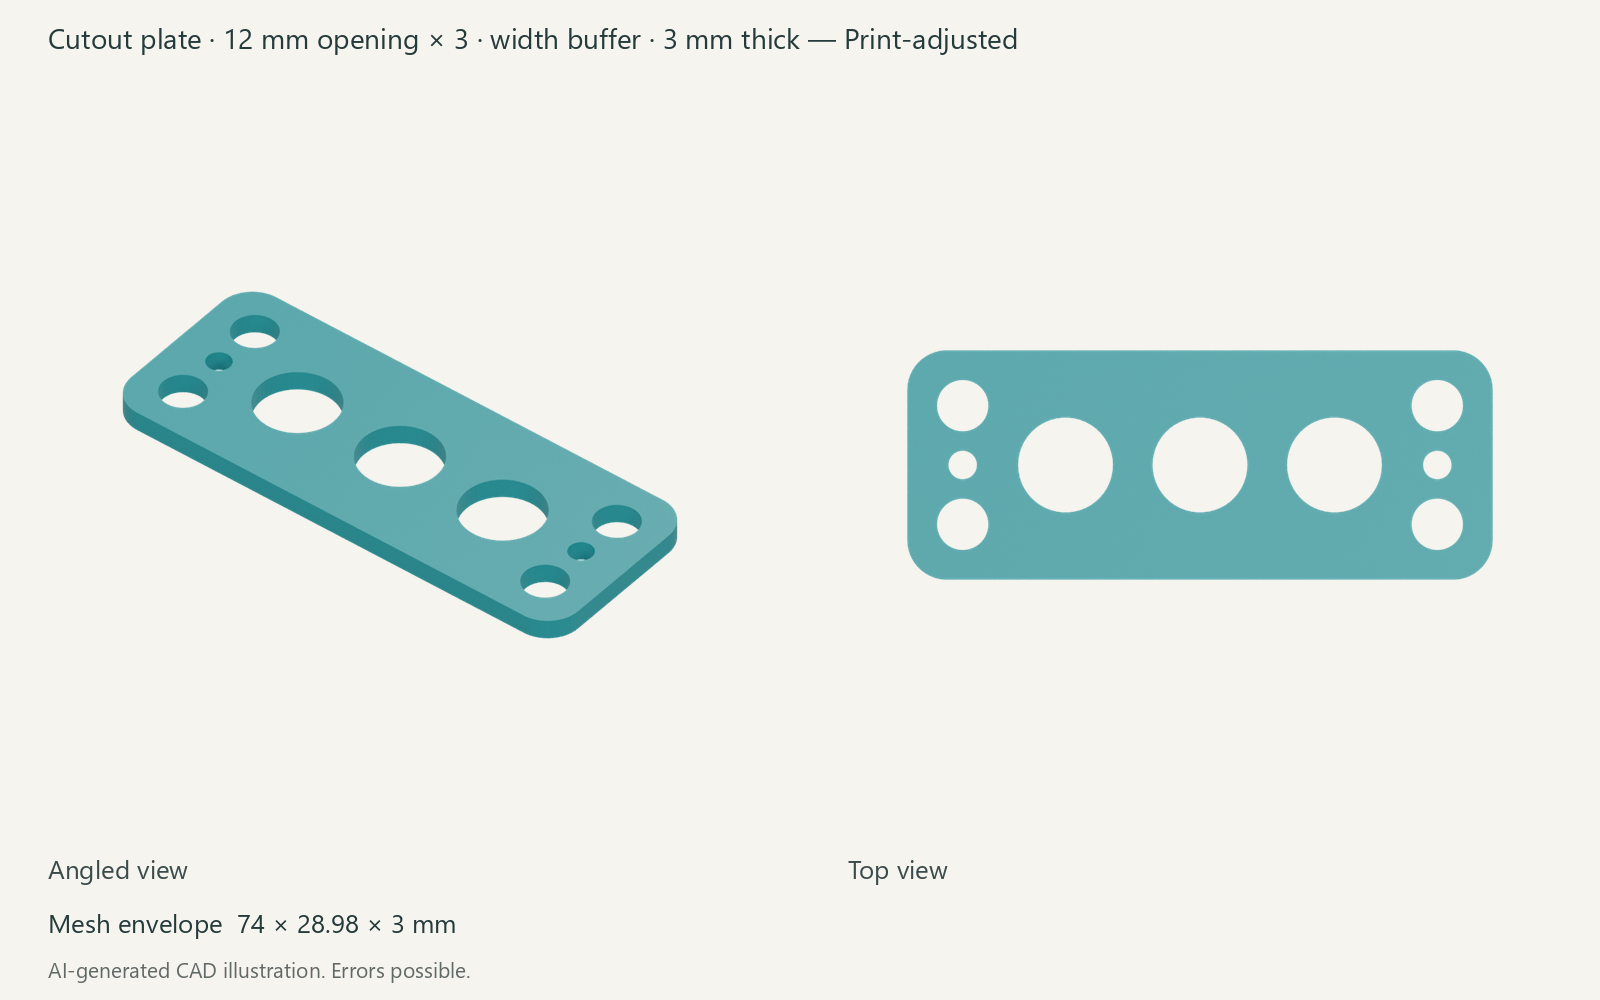 Cutout plate · 12 mm opening × 3 · width buffer · 3 mm thick — Print-adjusted
Angled view
Top view
Mesh envelope  74 × 28.98 × 3 mm
AI-generated CAD illustration. Errors possible.